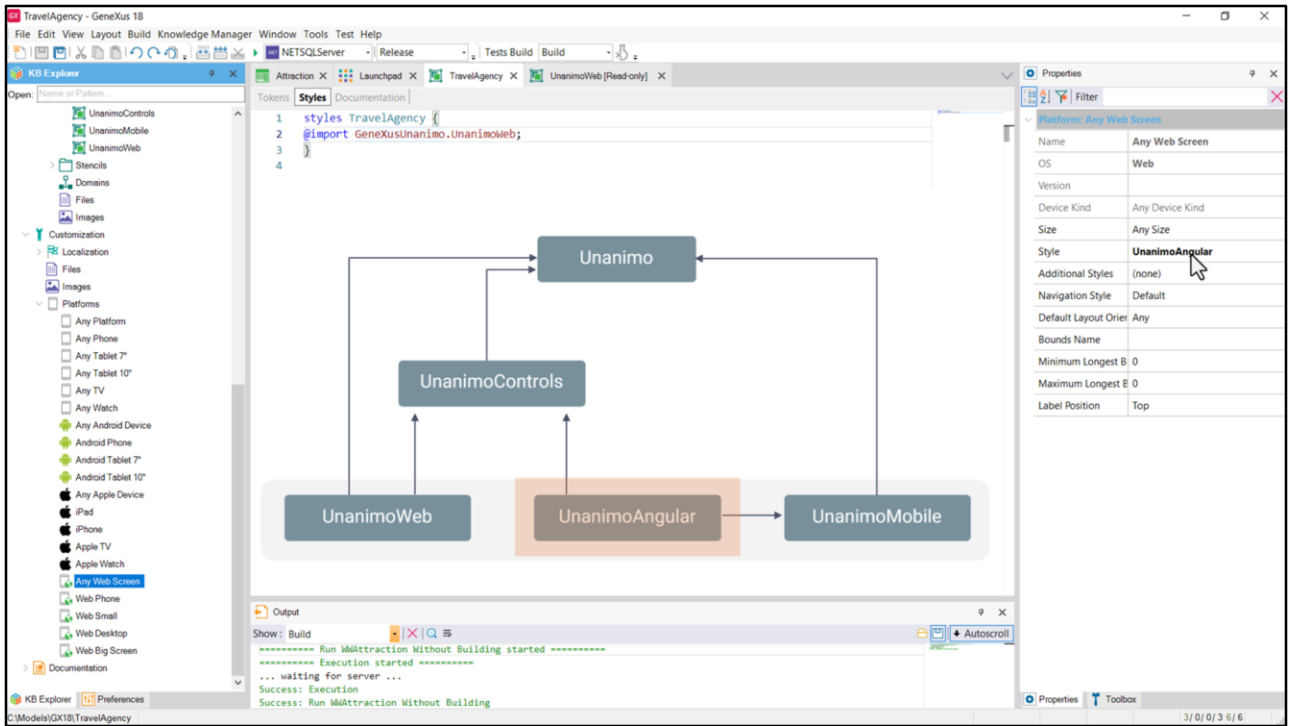 GX TravelAgency - GeneXus 18
File Edit View Layout Build Knowledge Manager Window Tools Test Help
NETSQLServer Release Tests Build Build
KB Explorer
Open: Name or Pattern...
UnanimoControls
UnanimoMobile
UnanimoWeb
Stencils
Domains
Files
Images
Customization
Localization
Files
Images
Platforms
Any Platform
Any Phone
Any Tablet 7"
Any Tablet 10"
Any TV
Any Watch
Any Android Device
Android Phone
Android Tablet 7"
Android Tablet 10"
Any Apple Device
iPad
iPhone
Apple TV
Apple Watch
Any Web Screen
Web Phone
Web Small
Web Desktop
Web Big Screen
Documentation
KB Explorer Preferences
Attraction X Launchpad X TravelAgency X UnanimoWeb [Read-only] X
Tokens Styles Documentation
1 styles TravelAgency {
2 @import GeneXusUnanimo.UnanimoWeb;
3 }
4
Unanimo
UnanimoControls
UnanimoWeb
UnanimoAngular
UnanimoMobile
Output
Show: Build Autoscroll
========== Run WWAttraction Without Building started ==========
========== Execution started ==========
... waiting for server ...
Success: Execution
Success: Run WWAttraction Without Building
Properties
Filter
Platform: Any Web Screen
Name Any Web Screen
OS Web
Version
Device Kind Any Device Kind
Size Any Size
Style UnanimoAngular
Additional Styles (none)
Navigation Style Default
Default Layout Orier Any
Bounds Name
Minimum Longest B 0
Maximum Longest B 0
Label Position Top
Properties Toolbox
C:\Models\GX18\TravelAgency
3/ 0/ 0/ 3 6/ 6